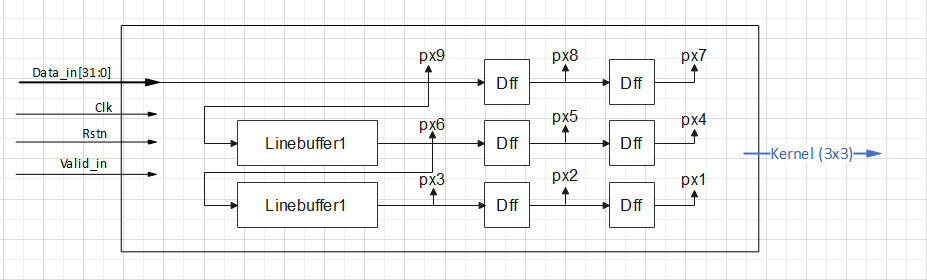 px9 px8 px7
Data_in[31:0] Dff Dff
Clk
px6 px5 px4
Rstn Linebuffer1 Dff Dff
Kernel (3x3)
Valid_in
px3 px2 px1
Linebuffer1 Dff Dff